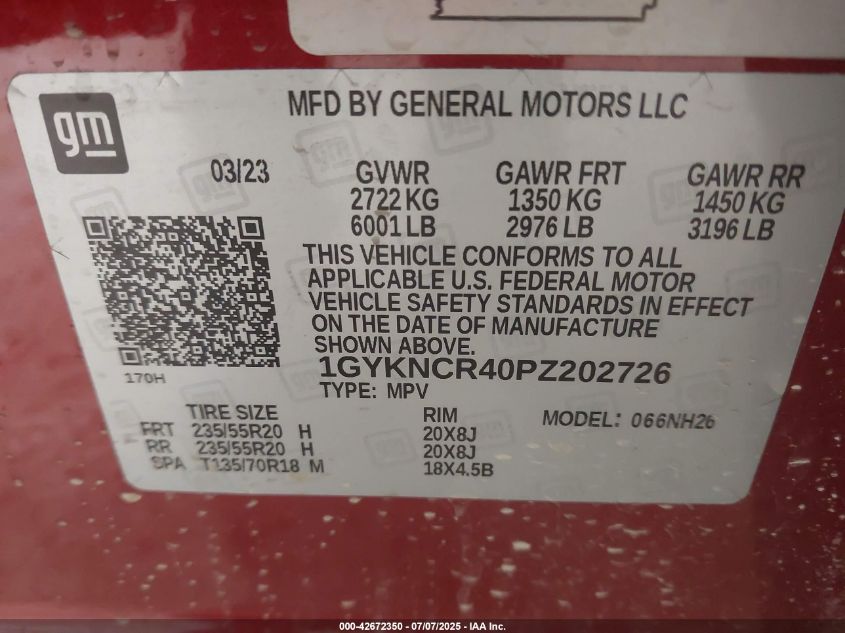 gm
MFD BY GENERAL MOTORS LLC
03/23
GVWR GAWR FRT GAWR RR
2722 KG 1350 KG 1450 KG
6001 LB 2976 LB 3196 LB
THIS VEHICLE CONFORMS TO ALL
APPLICABLE U.S. FEDERAL MOTOR
VEHICLE SAFETY STANDARDS IN EFFECT
ON THE DATE OF MANUFACTURE
SHOWN ABOVE.
170H
1GYKNCR40PZ202726
TYPE: MPV
TIRE SIZE RIM MODEL: 066NH26
FRT 235/55R20 H 20X8J
RR 235/55R20 H 20X8J
SPA T135/70R18 M 18X4.5B
000-42672350 - 07/07/2025 - IAA Inc.